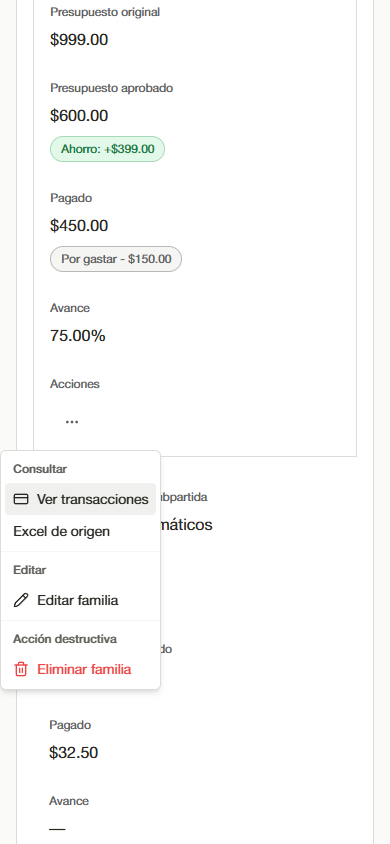 Presupuesto original
$999.00
Presupuesto aprobado
$600.00
Ahorro: +$399.00
Pagado
$450.00
Por gastar - $150.00
Avance
75.00%
Acciones
...
Consultar
Ver transacciones
Excel de origen
Editar
Editar familia
Acción destructiva
Eliminar familia
Pagado
$32.50
Avance
—